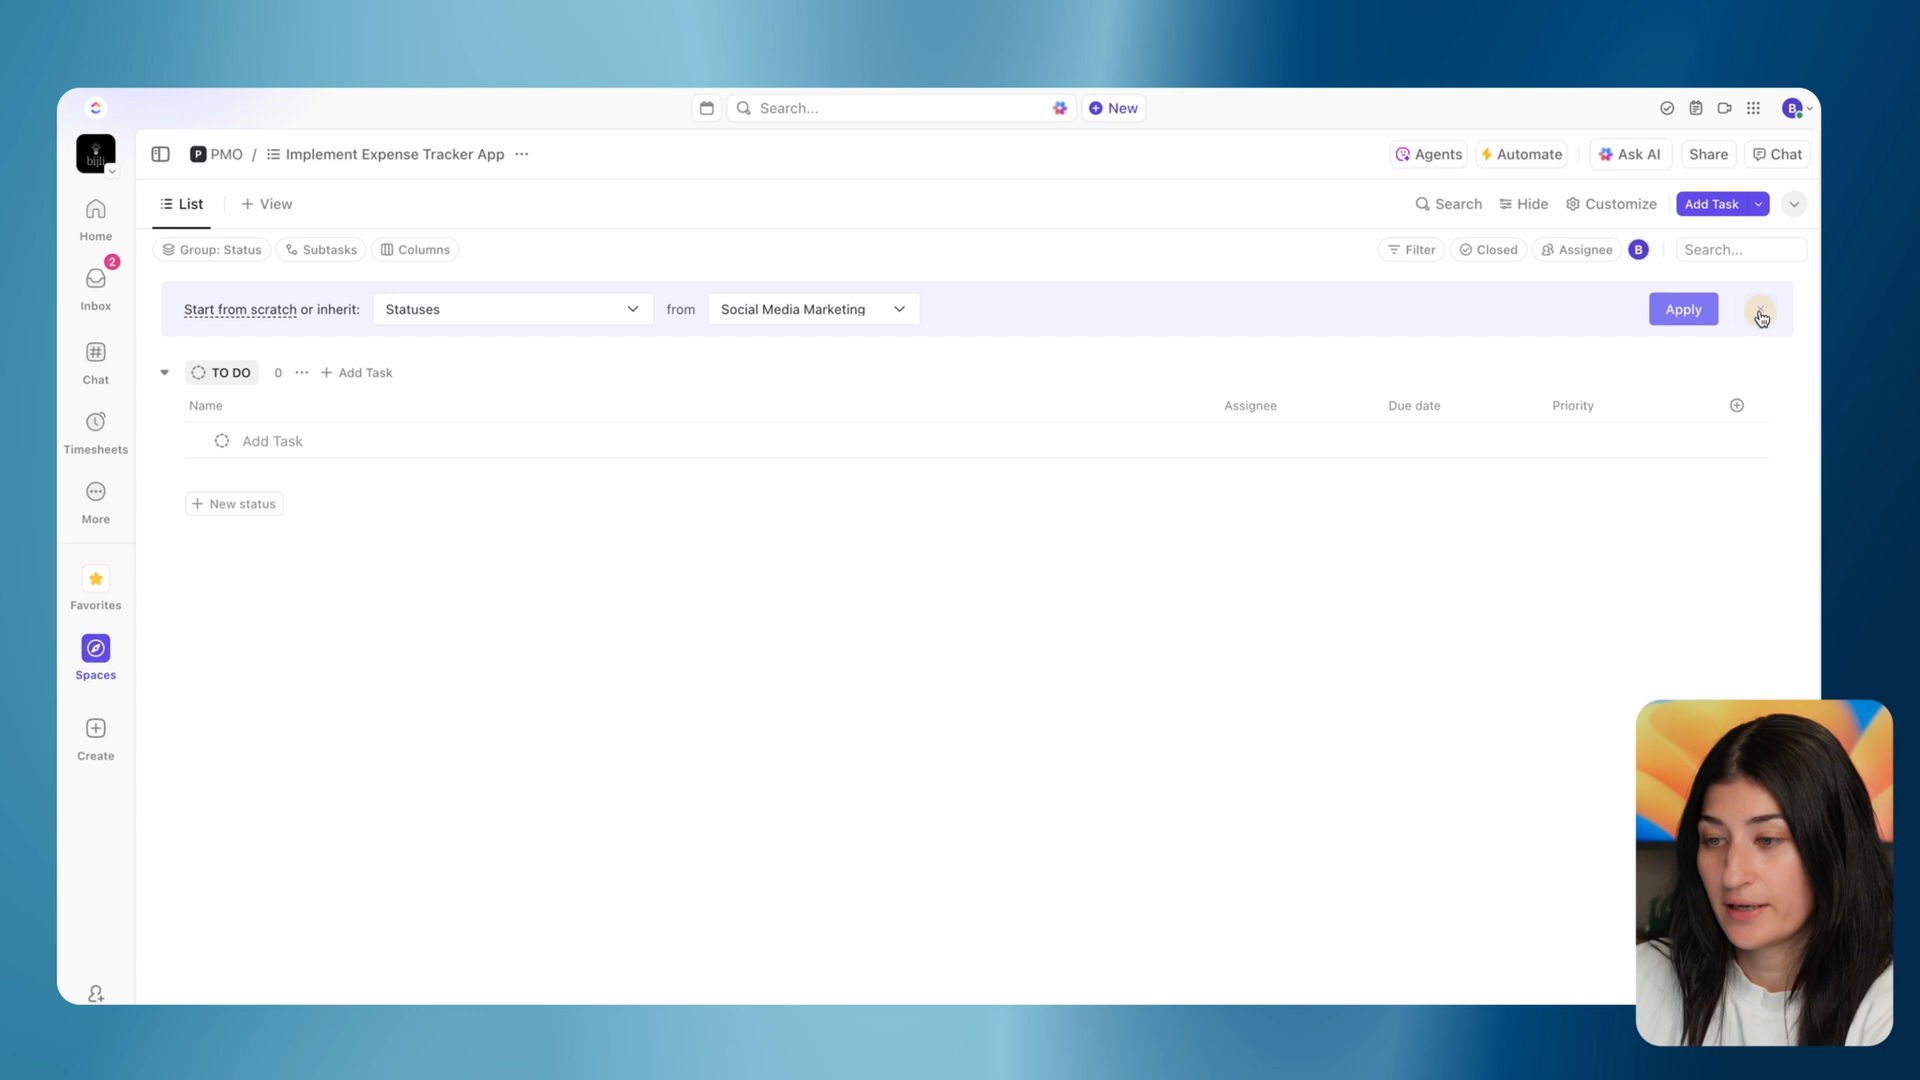 Search...
New
B
bijli
P PMO / Implement Expense Tracker App ...
Agents
Automate
Ask AI
Share
Chat
List
+ View
Search
Hide
Customize
Add Task
Group: Status
Subtasks
Columns
Filter
Closed
Assignee
B
Search...
Start from scratch or inherit:
Statuses
from
Social Media Marketing
Apply
TO DO
0
...
+ Add Task
Name
Assignee
Due date
Priority
Add Task
+ New status
Home
2
Inbox
Chat
Timesheets
More
Favorites
Spaces
Create